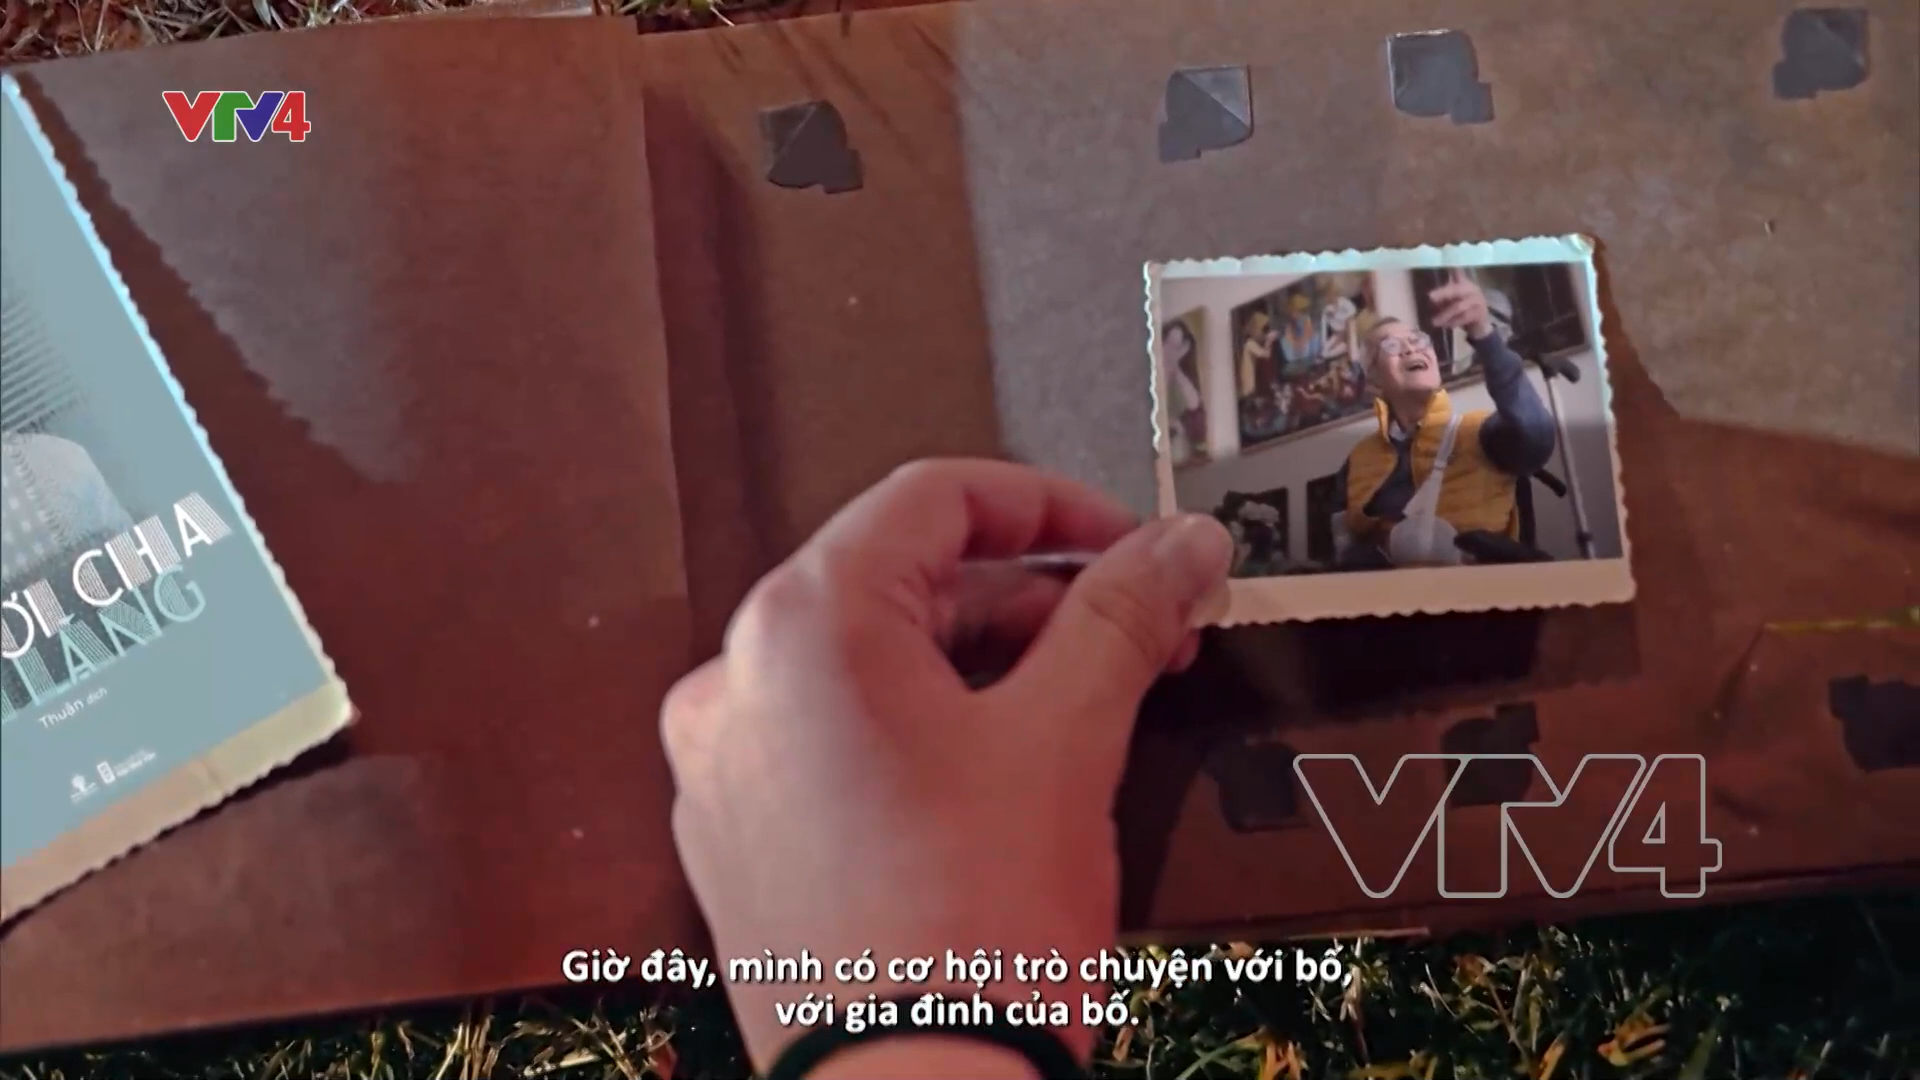 VTV4
ƠI CHA
LẶNG
Thuận dịch
VTV4
Giờ đây, mình có cơ hội trò chuyện với bố,
với gia đình của bố.